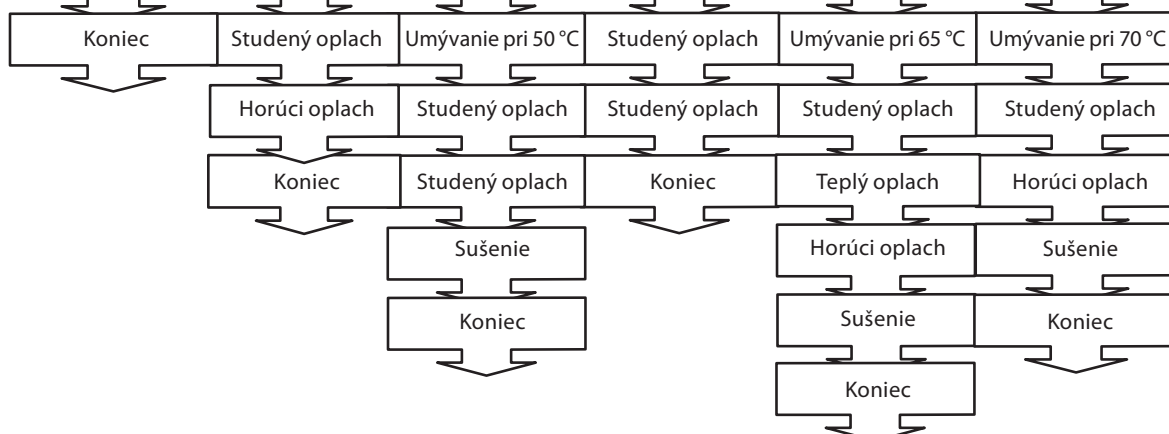 Koniec
Studený oplach
Umývanie pri 50 °C
Studený oplach
Umývanie pri 65 °C
Umývanie pri 70 °C
Horúci oplach
Studený oplach
Studený oplach
Studený oplach
Studený oplach
Koniec
Studený oplach
Koniec
Teplý oplach
Horúci oplach
Sušenie
Horúci oplach
Sušenie
Koniec
Sušenie
Koniec
Koniec